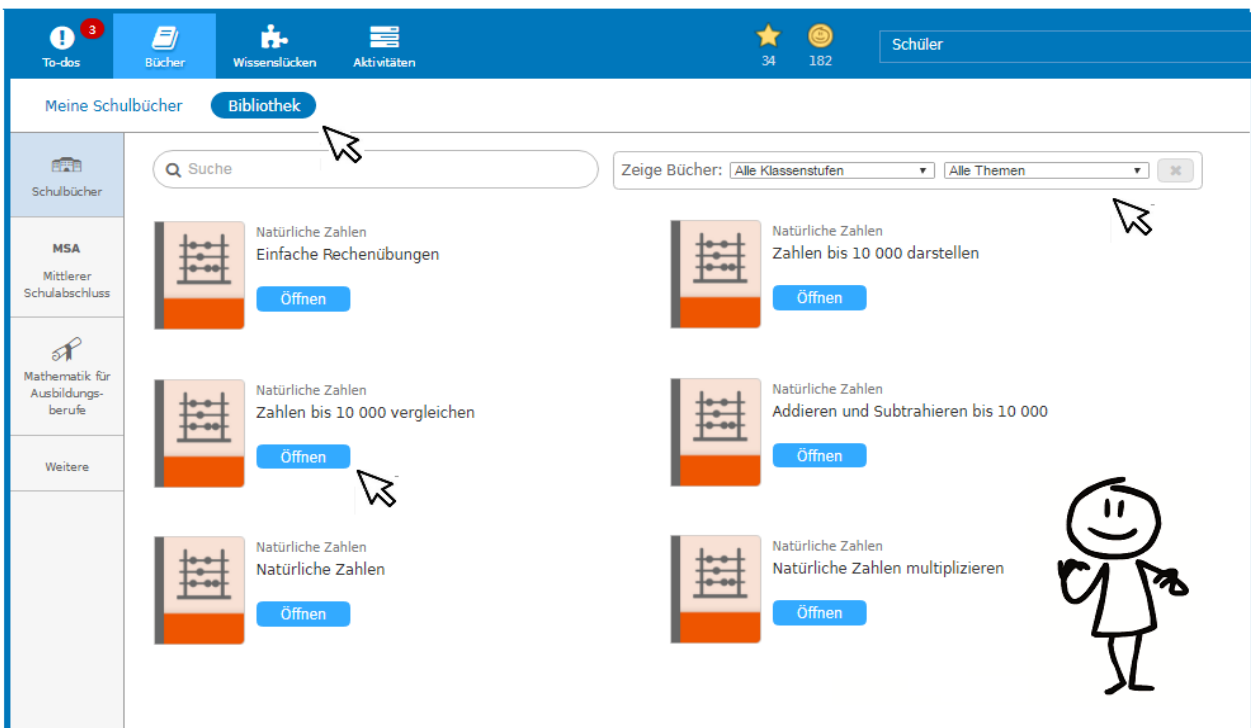 3
To-dos
Bücher
Wissenslücken
Aktivitäten
34
182
Schüler
Meine Schulbücher
Bibliothek
Schulbücher
MSA
Mittlerer
Schulabschluss
Mathematik für
Ausbildungs-
berufe
Weitere
Suche
Zeige Bücher:
Alle Klassenstufen
Alle Themen
Natürliche Zahlen
Einfache Rechenübungen
Öffnen
Natürliche Zahlen
Zahlen bis 10 000 darstellen
Öffnen
Natürliche Zahlen
Zahlen bis 10 000 vergleichen
Öffnen
Natürliche Zahlen
Addieren und Subtrahieren bis 10 000
Öffnen
Natürliche Zahlen
Natürliche Zahlen
Öffnen
Natürliche Zahlen
Natürliche Zahlen multiplizieren
Öffnen